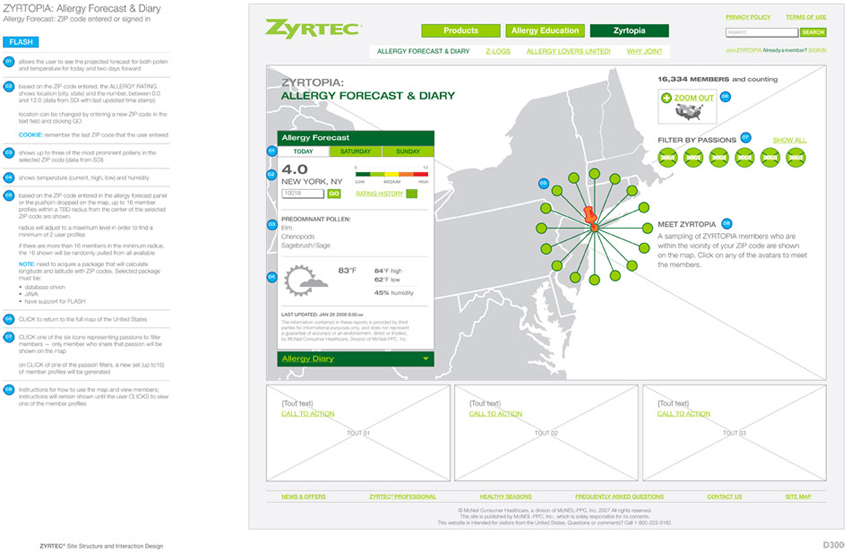 ZYRTOPIA: Allergy Forecast & Diary
Allergy Forecast: ZIP code entered or signed in
FLASH
01 allows the user to see the projected forecast for both pollen
and temperature for today and two days forward
02 based on the ZIP code entered; the ALLERGY RATING
shows location (city, state) and the number, between 0.0
and 12.0 (data from SDI with last updated time stamp)
location can be changed by entering a new ZIP code in the
text field and clicking GO
COOKIE: remember the last ZIP code that the user entered
03 shows up to three of the most prominent pollens in the
selected ZIP code (data from SDI)
04 shows temperature (current, high, low) and humidity
05 based on the ZIP code entered in the allergy forecast panel
or the pushpin dropped on the map, up to 16 member
profiles within a TBD radius from the center of the selected
ZIP code are shown.
radius will adjust to a maximum level in order to find a
minimum of 2 user profiles
if there are more than 16 members in the minimum radius,
the 16 shown will be randomly pulled from all available
NOTE: need to acquire a package that will calculate
longitude and latitude with ZIP codes. Selected package
must be:
• database driven
• JAVA
• have support for FLASH
06 CLICK to return to the full map of the United States
07 CLICK one of the six icons representing passions to filter
members — only member who share that passion will be
shown on the map
on CLICK of one of the passion filters, a new set (up to16)
of member profiles will be generated
08 Instructions for how to use the map and view members;
instructions will remain shown until the user CLICKS to view
one of the member profiles
ZYRTEC® Site Structure and Interaction Design
ZYRTEC
Products
Allergy Education
Zyrtopia
PRIVACY POLICY
TERMS OF USE
keyword
SEARCH
ALLERGY FORECAST & DIARY
Z-LOGS
ALLERGY LOVERS UNITED!
WHY JOIN?
Join ZYRTOPIA Already a member? SIGN IN
ZYRTOPIA:
ALLERGY FORECAST & DIARY
Allergy Forecast
01
TODAY
SATURDAY
SUNDAY
02
4.0
NEW YORK, NY
10018
GO
0
12
LOW
MEDIUM
HIGH
RATING HISTORY
03
PREDOMINANT POLLEN:
Elm
Chenopods
Sagebrush/Sage
04
83°F
84°F high
62°F low
45% humidity
LAST UPDATED: JAN 25 2008 8:00 AM
The information contained in these reports is provided by third
parties for informational purposes only, and does not represent
a guarantee of accuracy or an endorsement, direct or implied,
by McNeil Consumer Healthcare, Division of McNeil-PPC, Inc.
Allergy Diary
05
16,334 MEMBERS and counting
ZOOM OUT
06
FILTER BY PASSIONS
07
SHOW ALL
MEET ZYRTOPIA
08
A sampling of ZYRTOPIA members who are
within the vicinity of your ZIP code are shown
on the map. Click on any of the avatars to meet
the members.
{Tout text}
CALL TO ACTION
TOUT 01
{Tout text}
CALL TO ACTION
TOUT 02
{Tout text}
CALL TO ACTION
TOUT 03
NEWS & OFFERS
ZYRTEC® PROFESSIONAL
HEALTHY SEASONS
FREQUENTLY ASKED QUESTIONS
CONTACT US
SITE MAP
© McNeil Consumer Healthcare, a division of McNEIL-PPC, Inc. 2007 All rights reserved.
This site is published by McNEIL-PPC, Inc., which is solely responsible for its contents.
This website is intended for visitors from the United States. Questions or comments? Call 1-800-223-0182.
D300